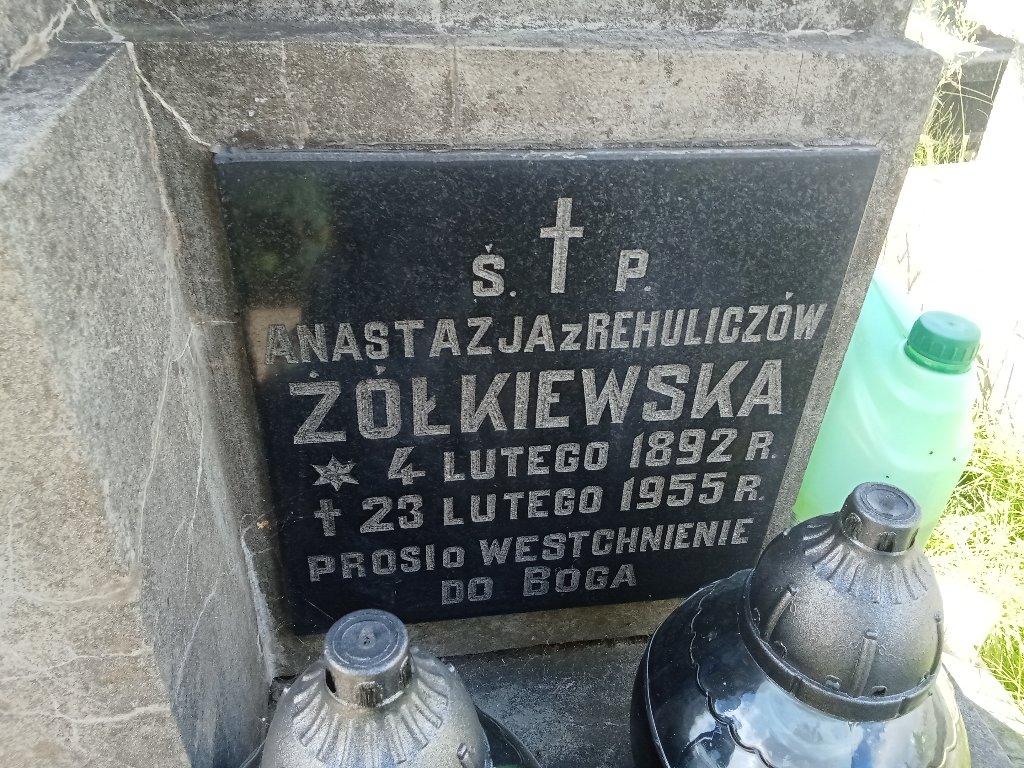 Ś. P.
ANASTAZJA z REHULICZÓW
ŻÓŁKIEWSKA
4 LUTEGO 1892 R.
23 LUTEGO 1955 R.
PROSI O WESTCHNIENIE
DO BOGA